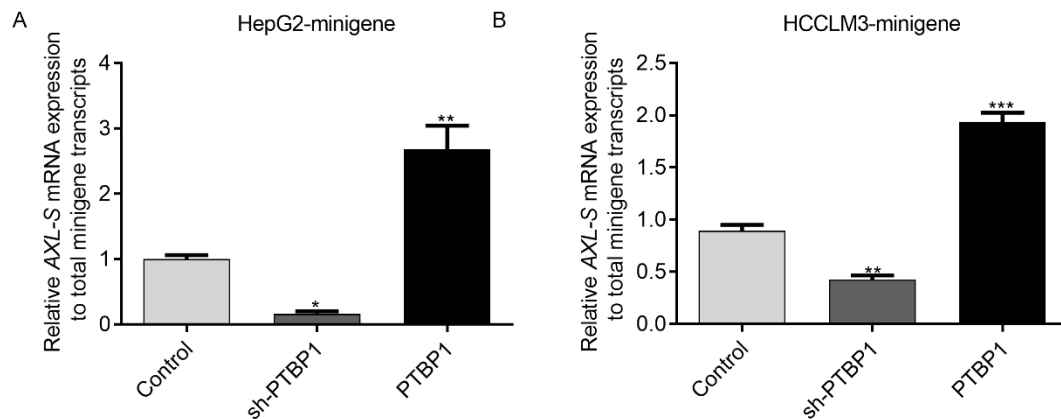 A
HepG2-minigene
Relative AXL-S mRNA expression
to total minigene transcripts
4
3
2
1
0
*
**
Control
sh-PTBP1
PTBP1
B
HCCLM3-minigene
Relative AXL-S mRNA expression
to total minigene transcripts
2.5
2.0
1.5
1.0
0.5
0.0
**
***
Control
sh-PTBP1
PTBP1